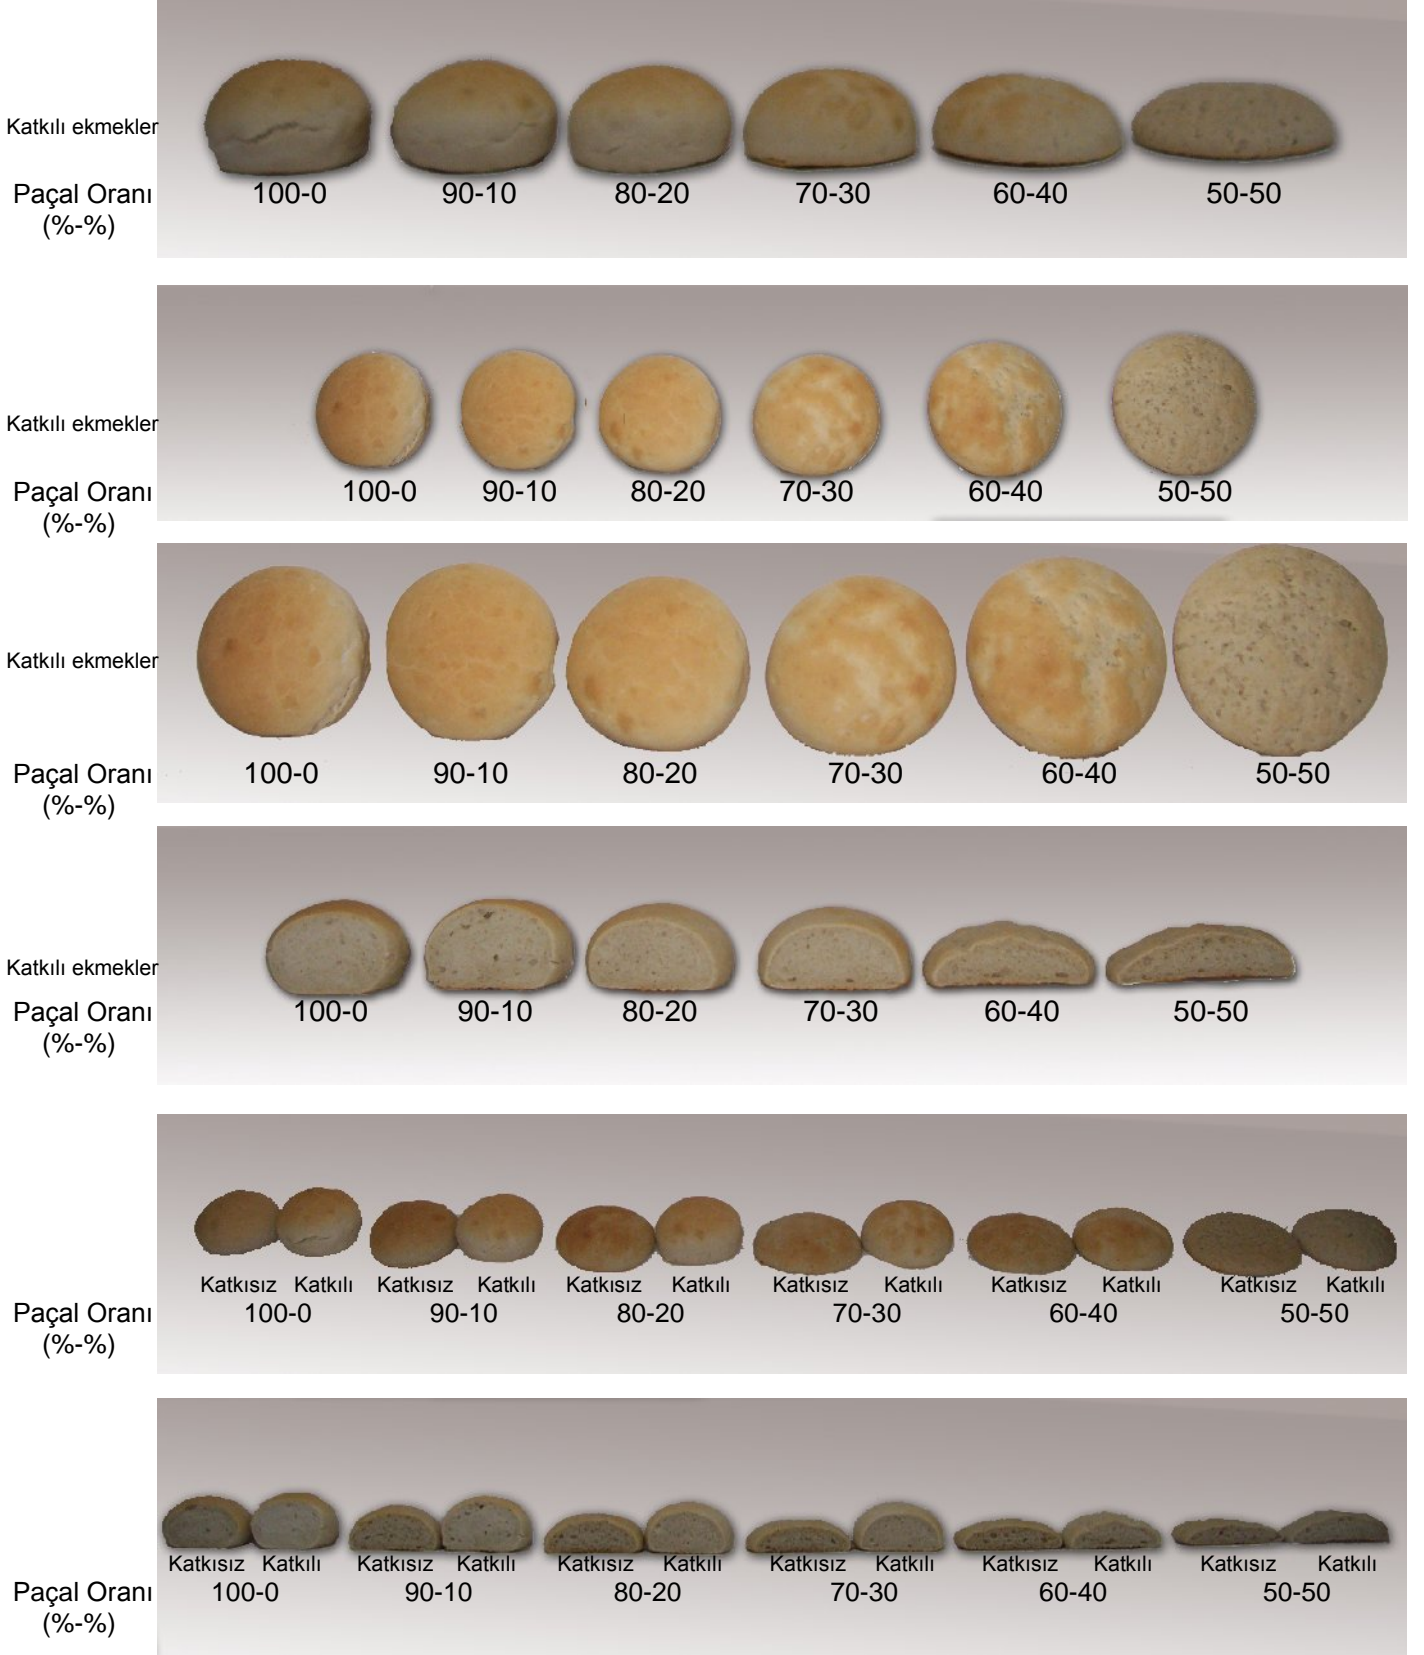 Katkılı ekmekler
Paçal Oranı
(%-%)
100-0 90-10 80-20 70-30 60-40 50-50
Katkılı ekmekler
Paçal Oranı
(%-%)
100-0 90-10 80-20 70-30 60-40 50-50
Katkılı ekmekler
Paçal Oranı
(%-%)
100-0 90-10 80-20 70-30 60-40 50-50
Katkılı ekmekler
Paçal Oranı
(%-%)
100-0 90-10 80-20 70-30 60-40 50-50
Katkısız Katkılı Katkısız Katkılı Katkısız Katkılı Katkısız Katkılı Katkısız Katkılı Katkısız Katkılı
Paçal Oranı
(%-%)
100-0 90-10 80-20 70-30 60-40 50-50
Katkısız Katkılı Katkısız Katkılı Katkısız Katkılı Katkısız Katkılı Katkısız Katkılı Katkısız Katkılı
Paçal Oranı
(%-%)
100-0 90-10 80-20 70-30 60-40 50-50